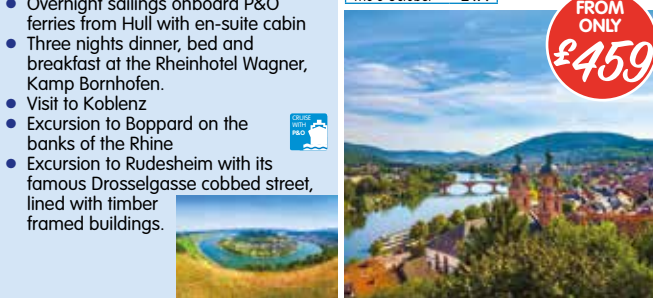 Overnight sailings onboard P&O
ferries from Hull with en-suite cabin
Three nights dinner, bed and
breakfast at the Rheinhotel Wagner,
Kamp Bornhofen.
Visit to Koblenz
Excursion to Boppard on the
banks of the Rhine
CRUISE
WITH
P&O
Excursion to Rudesheim with its
famous Drosselgasse cobbed street,
lined with timber
framed buildings.
FROM
ONLY
£459